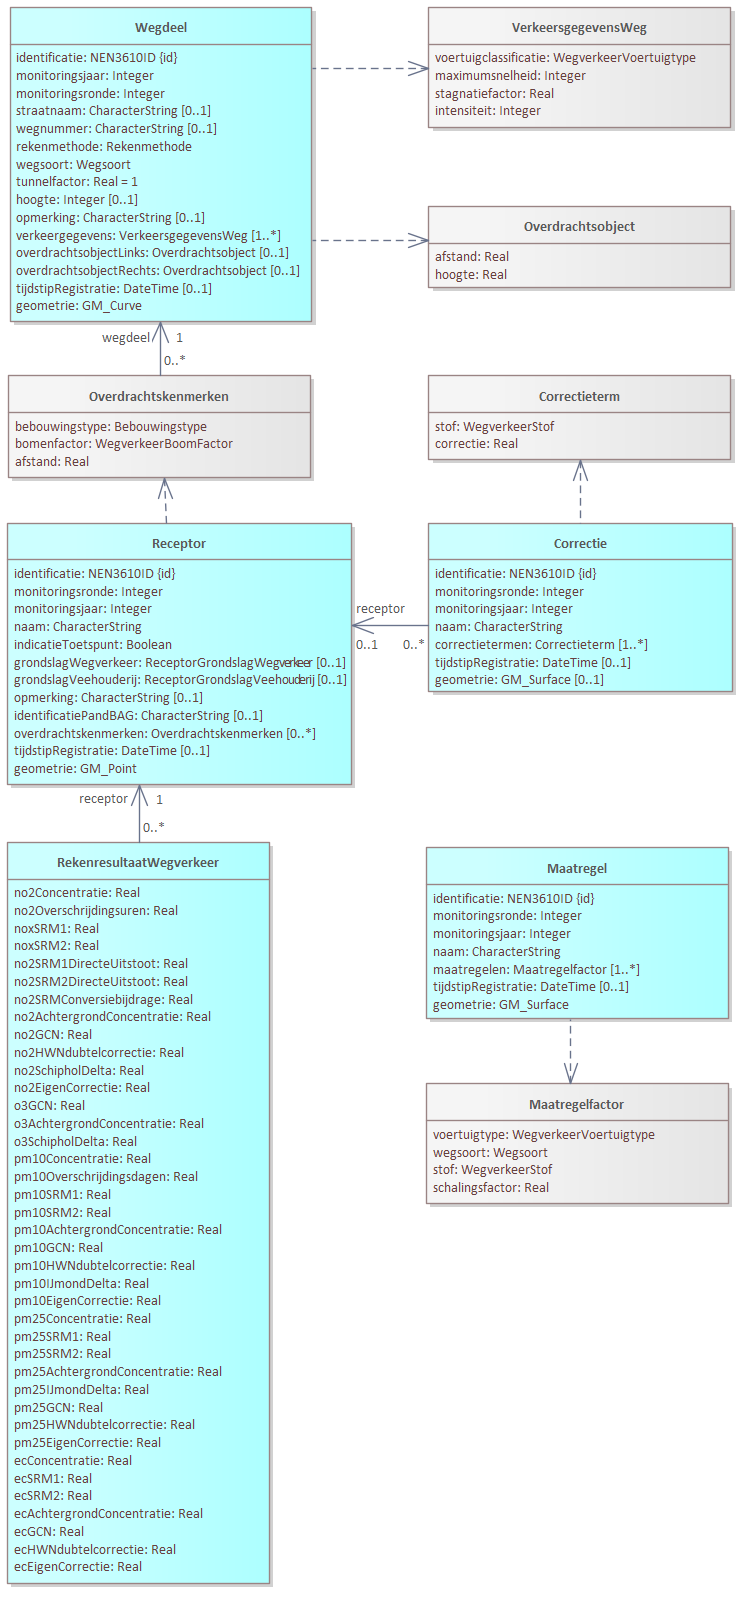 Wegdeel
identificatie: NEN3610ID {id}
monitoringsjaar: Integer
monitoringsronde: Integer
straatnaam: CharacterString [0..1]
wegnummer: CharacterString [0..1]
rekenmethode: Rekenmethode
wegsoort: Wegsoort
tunnelfactor: Real = 1
hoogte: Integer [0..1]
opmerking: CharacterString [0..1]
verkeergegevens: VerkeersgegevensWeg [1..*]
overdrachtsobjectLinks: Overdrachtsobject [0..1]
overdrachtsobjectRechts: Overdrachtsobject [0..1]
tijdstipRegistratie: DateTime [0..1]
geometrie: GM_Curve
VerkeersgegevensWeg
voertuigclassificatie: WegverkeerVoertuigtype
maximumsnelheid: Integer
stagnatiefactor: Real
intensiteit: Integer
Overdrachtsobject
afstand: Real
hoogte: Real
wegdeel 1
0..*
Overdrachtskenmerken
bebouwingstype: Bebouwingstype
bomenfactor: WegverkeerBoomFactor
afstand: Real
Correctieterm
stof: WegverkeerStof
correctie: Real
Receptor
identificatie: NEN3610ID {id}
monitoringsronde: Integer
monitoringsjaar: Integer
naam: CharacterString
indicatieToetspunt: Boolean
grondslagWegverkeer: ReceptorGrondslagWegverkeer [0..1]
grondslagVeehouderij: ReceptorGrondslagVeehouderij [0..1]
opmerking: CharacterString [0..1]
identificatiePandBAG: CharacterString [0..1]
overdrachtskenmerken: Overdrachtskenmerken [0..*]
tijdstipRegistratie: DateTime [0..1]
geometrie: GM_Point
receptor
0..1 0..*
Correctie
identificatie: NEN3610ID {id}
monitoringsronde: Integer
monitoringsjaar: Integer
naam: CharacterString
correctietermen: Correctieterm [1..*]
tijdstipRegistratie: DateTime [0..1]
geometrie: GM_Surface [0..1]
receptor 1
0..*
RekenresultaatWegverkeer
no2Concentratie: Real
no2Overschrijdingsuren: Real
noxSRM1: Real
noxSRM2: Real
no2SRM1DirecteUitstoot: Real
no2SRM2DirecteUitstoot: Real
no2SRMConversiebijdrage: Real
no2AchtergrondConcentratie: Real
no2GCN: Real
no2HWNdubtelcorrectie: Real
no2SchipholDelta: Real
no2EigenCorrectie: Real
o3GCN: Real
o3AchtergrondConcentratie: Real
o3SchipholDelta: Real
pm10Concentratie: Real
pm10Overschrijdingsdagen: Real
pm10SRM1: Real
pm10SRM2: Real
pm10AchtergrondConcentratie: Real
pm10GCN: Real
pm10HWNdubtelcorrectie: Real
pm10IJmondDelta: Real
pm10EigenCorrectie: Real
pm25Concentratie: Real
pm25SRM1: Real
pm25SRM2: Real
pm25AchtergrondConcentratie: Real
pm25IJmondDelta: Real
pm25GCN: Real
pm25HWNdubtelcorrectie: Real
pm25EigenCorrectie: Real
ecConcentratie: Real
ecSRM1: Real
ecSRM2: Real
ecAchtergrondConcentratie: Real
ecGCN: Real
ecHWNdubtelcorrectie: Real
ecEigenCorrectie: Real
Maatregel
identificatie: NEN3610ID {id}
monitoringsronde: Integer
monitoringsjaar: Integer
naam: CharacterString
maatregelen: Maatregelfactor [1..*]
tijdstipRegistratie: DateTime [0..1]
geometrie: GM_Surface
Maatregelfactor
voertuigtype: WegverkeerVoertuigtype
wegsoort: Wegsoort
stof: WegverkeerStof
schalingsfactor: Real